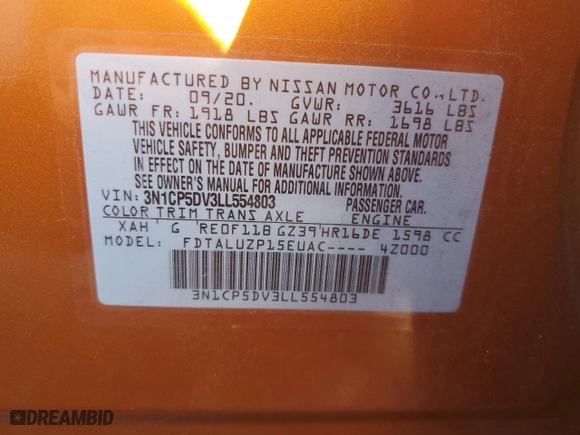 MANUFACTURED BY NISSAN MOTOR CO.,LTD.
DATE: 09/20. GVWR: 3616 LBS
GAWR FR: 1918 LBS GAWR RR: 1698 LBS
THIS VEHICLE CONFORMS TO ALL APPLICABLE FEDERAL MOTOR
VEHICLE SAFETY, BUMPER AND THEFT PREVENTION STANDARDS
IN EFFECT ON THE DATE OF MANUFACTURE SHOWN ABOVE.
SEE OWNER'S MANUAL FOR ADDITIONAL INFORMATION.
VIN: 3N1CP5DV3LL554803 PASSENGER CAR.
COLOR TRIM TRANS AXLE ENGINE
XAH G RE0F11B GZ39 HR16DE 1598 CC
MODEL: FDTALUZP15EUAC---- 4Z000
3N1CP5DV3LL554803
DREAMBID